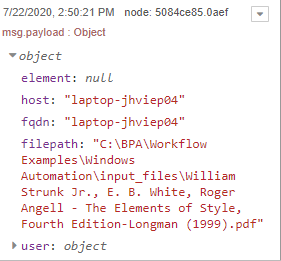 7/22/2020, 2:50:21 PM node: 5084ce85.0aef
msg.payload : Object
object
element: null
host: "laptop-jhviep04"
fqdn: "laptop-jhviep04"
filepath: "C:\BPA\Workflow
Examples\Windows
Automation\input_files\William
Strunk Jr., E. B. White, Roger
Angell - The Elements of Style,
Fourth Edition-Longman (1999).pdf"
user: object